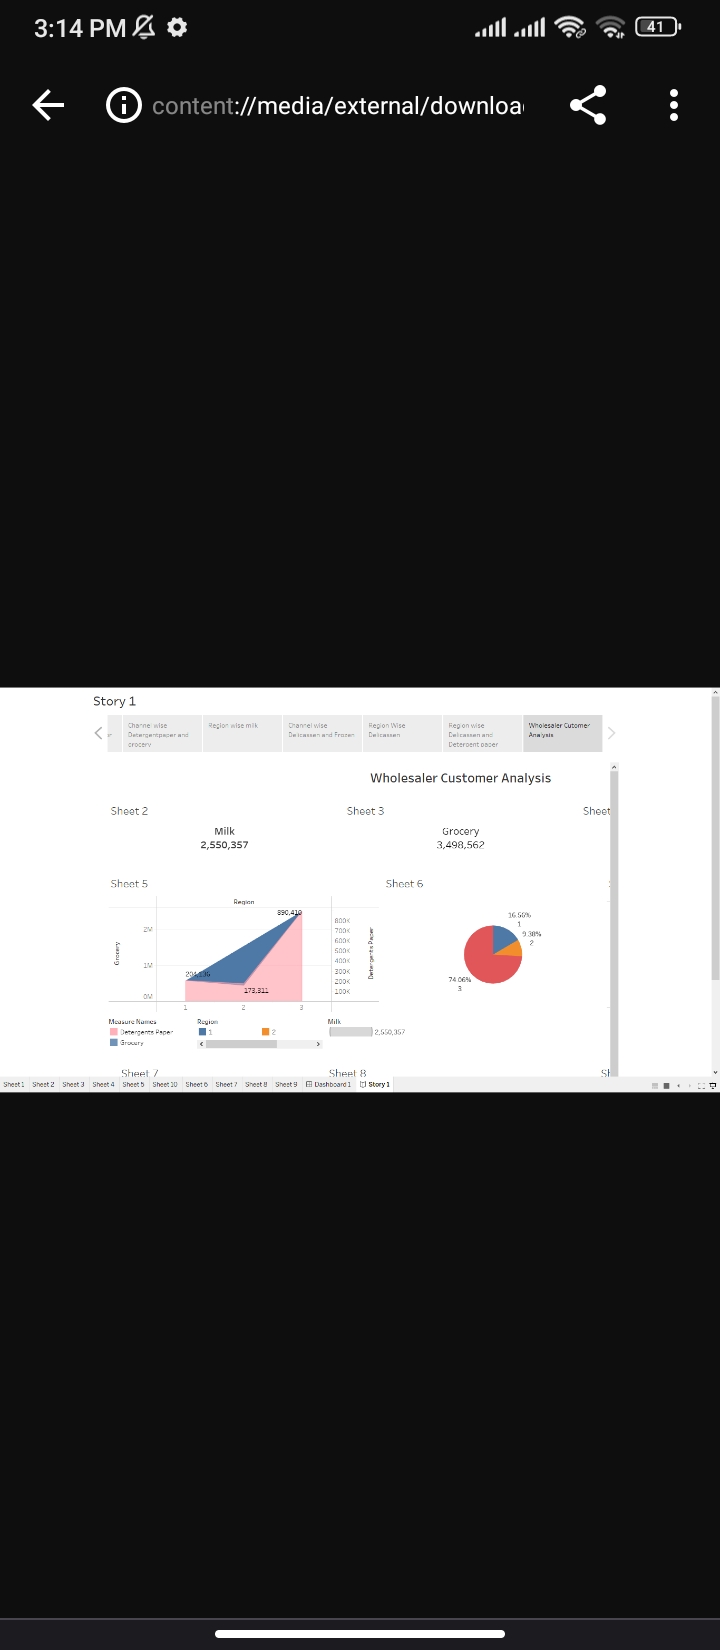 3:14 PM
41
content://media/external/downloa
Story 1
Channel wise Detergentpaper and grocery
Region wise milk
Channel wise Delicassen and Frozen
Region Wise Delicassen
Region wise Delicassen and Detergent paper
Wholesaler Cutomer Analysis
Wholesaler Customer Analysis
Sheet 2
Sheet 3
Sheet
Milk
2,550,357
Grocery
3,498,562
Sheet 5
Sheet 6
Region
890,410
204,136
173,311
2M
1M
0M
Grocery
800K
700K
600K
500K
400K
300K
200K
100K
Detergents Paper
1
2
3
16.56%
1
9.38%
2
74.06%
3
Measure Names
Detergents Paper
Grocery
Region
1
2
Milk
2,550,357
Sheet 7
Sheet 8
Sh
Sheet 1 Sheet 2 Sheet 3 Sheet 4 Sheet 5 Sheet 10 Sheet 6 Sheet 7 Sheet 8 Sheet 9 Dashboard 1 Story 1